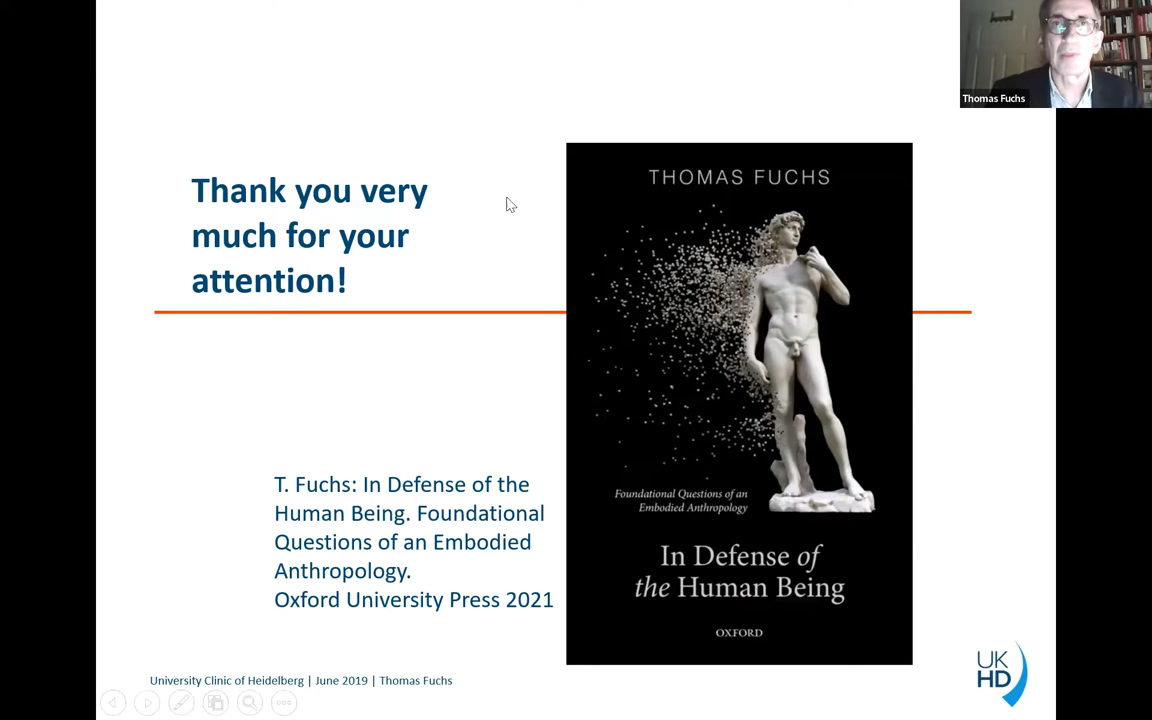 Thomas Fuchs
Thank you very
much for your
attention!
THOMAS FUCHS
Foundational Questions of an
Embodied Anthropology
In Defense of
the Human Being
OXFORD
T. Fuchs: In Defense of the
Human Being. Foundational
Questions of an Embodied
Anthropology.
Oxford University Press 2021
University Clinic of Heidelberg | June 2019 | Thomas Fuchs
UK
HD